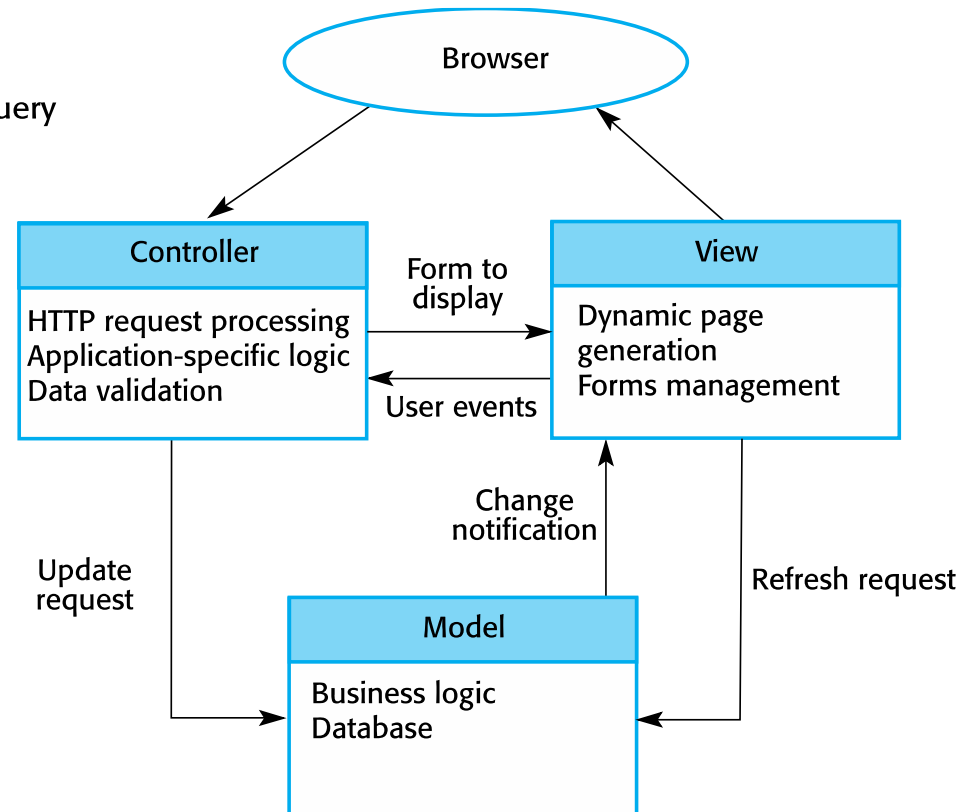 Browser
uery
Controller
HTTP request processing
Application-specific logic
Data validation
Form to
display
User events
View
Dynamic page
generation
Forms management
Change
notification
Update
request
Refresh request
Model
Business logic
Database